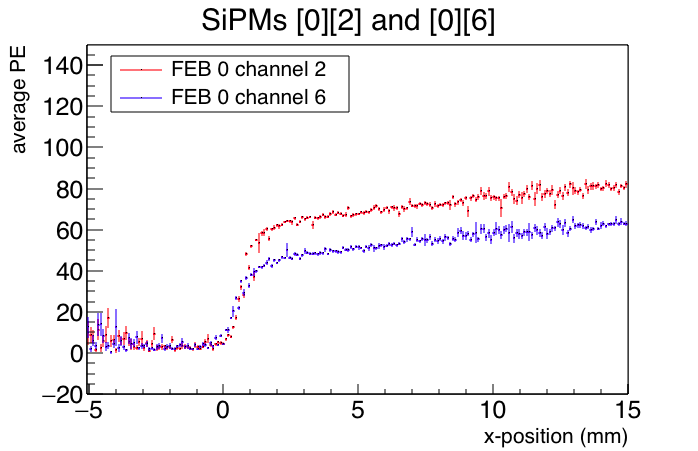 SiPMs [0][2] and [0][6]
average PE
FEB 0 channel 2
FEB 0 channel 6
140
120
100
80
60
40
20
0
−20
−5
0
5
10
15
x-position (mm)